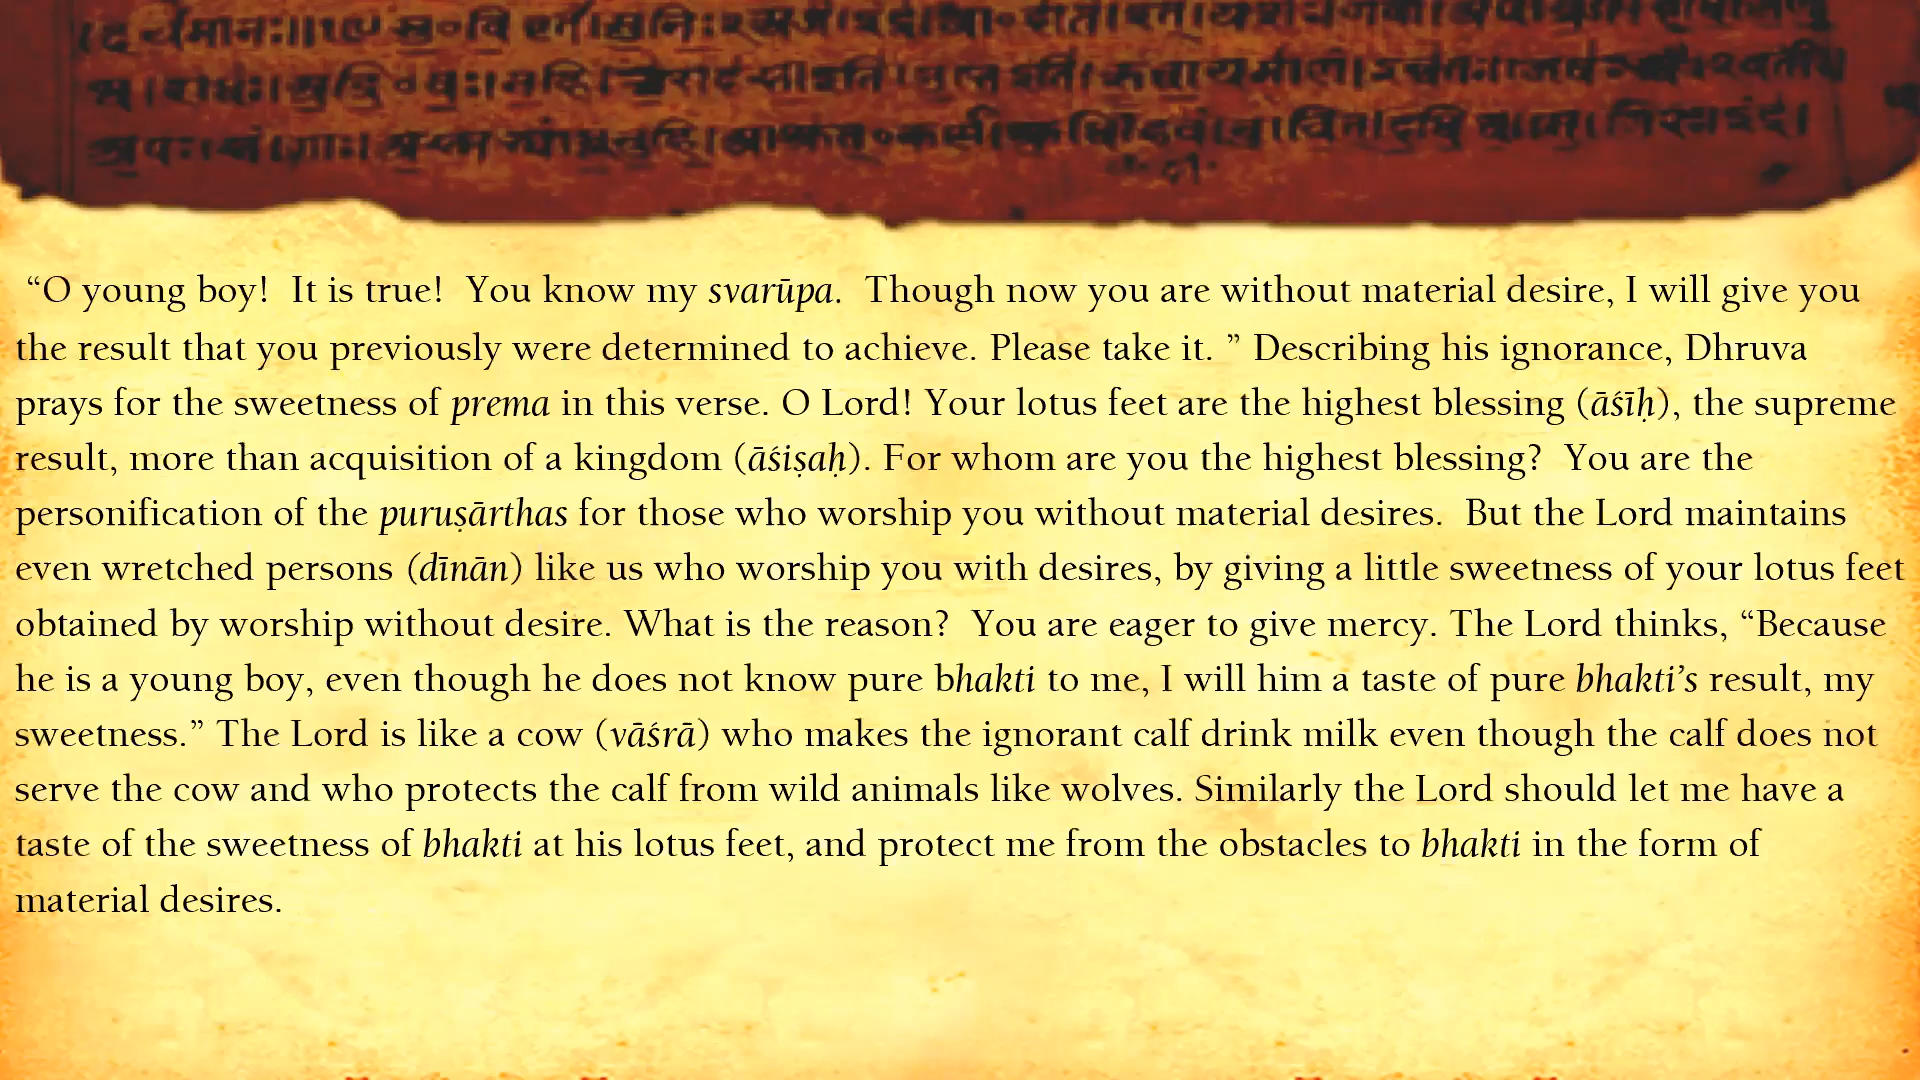 “O young boy!  It is true!  You know my svarūpa.  Though now you are without material desire, I will give you
the result that you previously were determined to achieve. Please take it. ” Describing his ignorance, Dhruva
prays for the sweetness of prema in this verse. O Lord! Your lotus feet are the highest blessing (āśīḥ), the supreme
result, more than acquisition of a kingdom (āśiṣaḥ). For whom are you the highest blessing?  You are the
personification of the puruṣārthas for those who worship you without material desires.  But the Lord maintains
even wretched persons (dīnān) like us who worship you with desires, by giving a little sweetness of your lotus feet
obtained by worship without desire. What is the reason?  You are eager to give mercy. The Lord thinks, “Because
he is a young boy, even though he does not know pure bhakti to me, I will him a taste of pure bhakti’s result, my
sweetness.” The Lord is like a cow (vāśrā) who makes the ignorant calf drink milk even though the calf does not
serve the cow and who protects the calf from wild animals like wolves. Similarly the Lord should let me have a
taste of the sweetness of bhakti at his lotus feet, and protect me from the obstacles to bhakti in the form of
material desires.